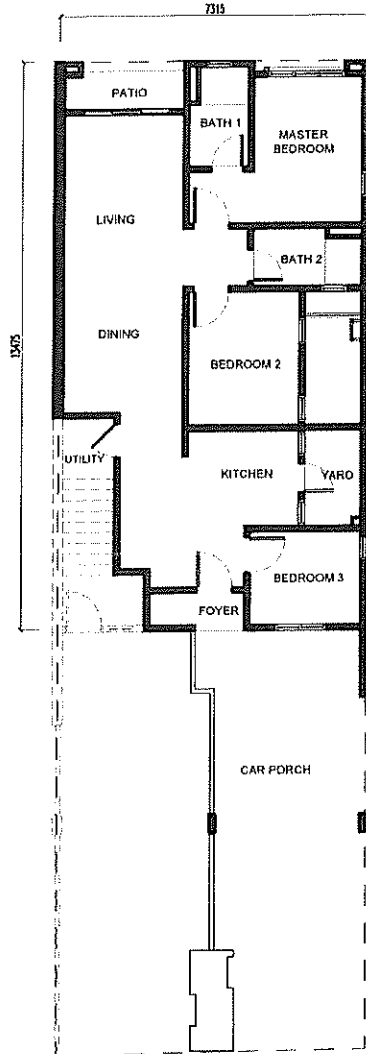 7315
PATIO
BATH 1
MASTER
BEDROOM
LIVING
BATH 2
13475
DINING
BEDROOM 2
UTILITY
KITCHEN
YARD
BEDROOM 3
FOYER
CAR PORCH